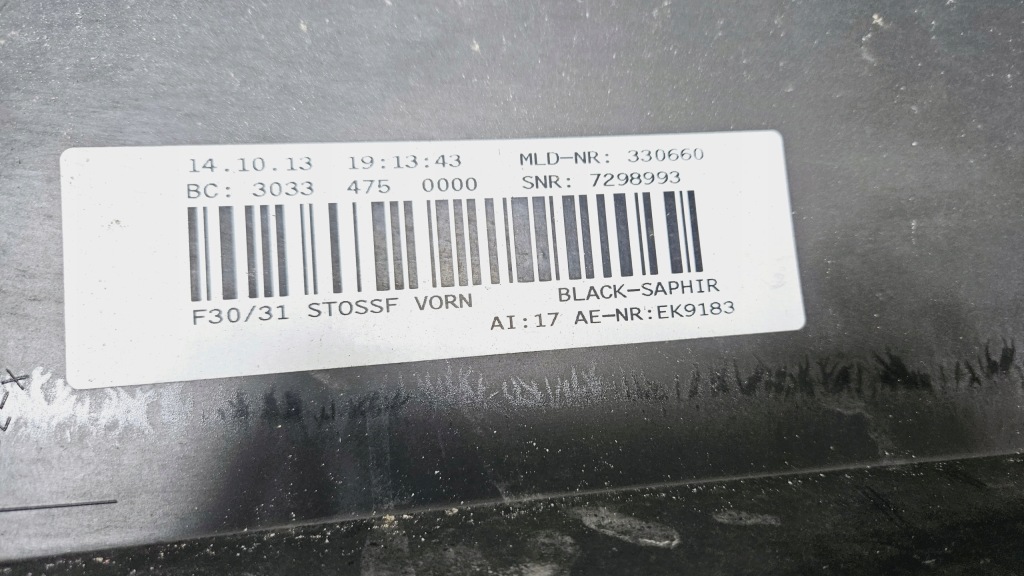 14.10.13 19:13:43 MLD-NR: 330660
BC: 3033 475 0000 SNR: 7298993
F30/31 STOSSF VORN BLACK-SAPHIR
AI:17 AE-NR:EK9183